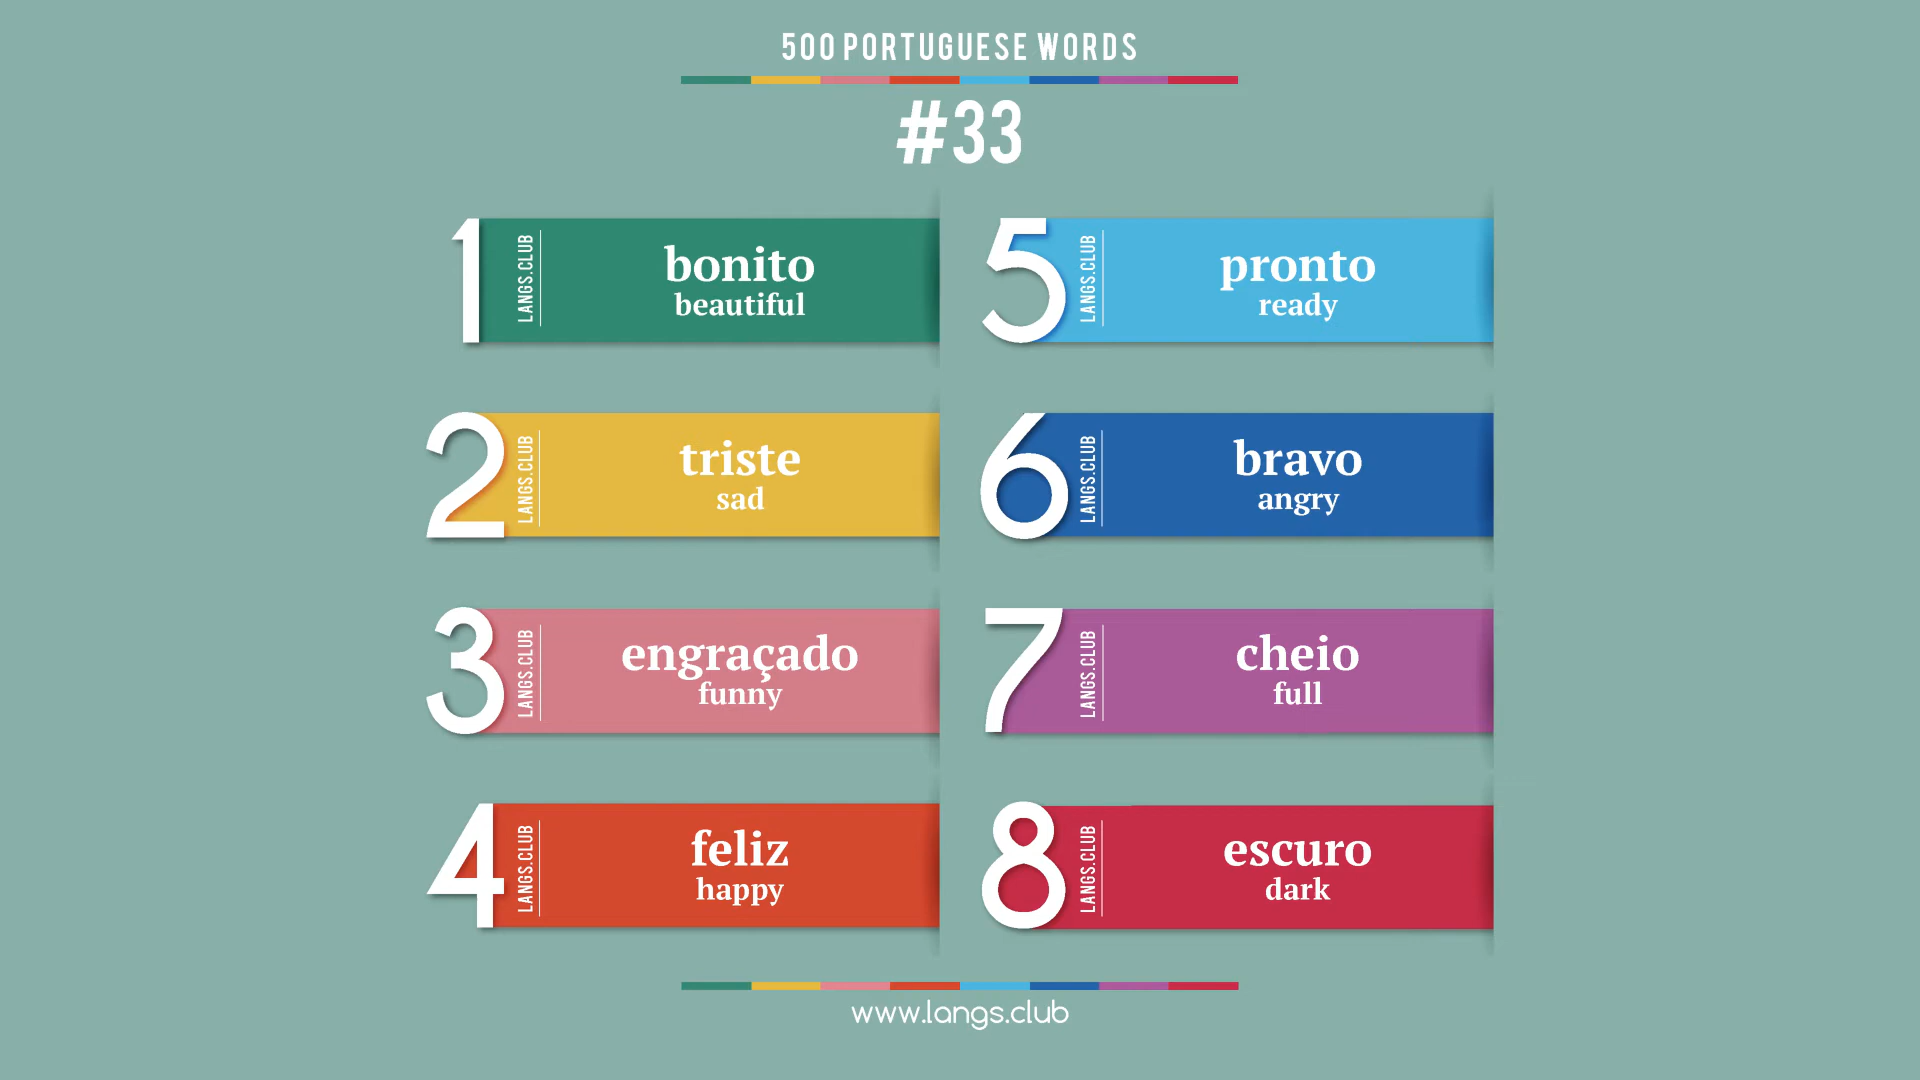 500 PORTUGUESE WORDS
#33
1
LANGS.CLUB
bonito
beautiful
2
LANGS.CLUB
triste
sad
3
LANGS.CLUB
engraçado
funny
4
LANGS.CLUB
feliz
happy
5
LANGS.CLUB
pronto
ready
6
LANGS.CLUB
bravo
angry
7
LANGS.CLUB
cheio
full
8
LANGS.CLUB
escuro
dark
www.langs.club